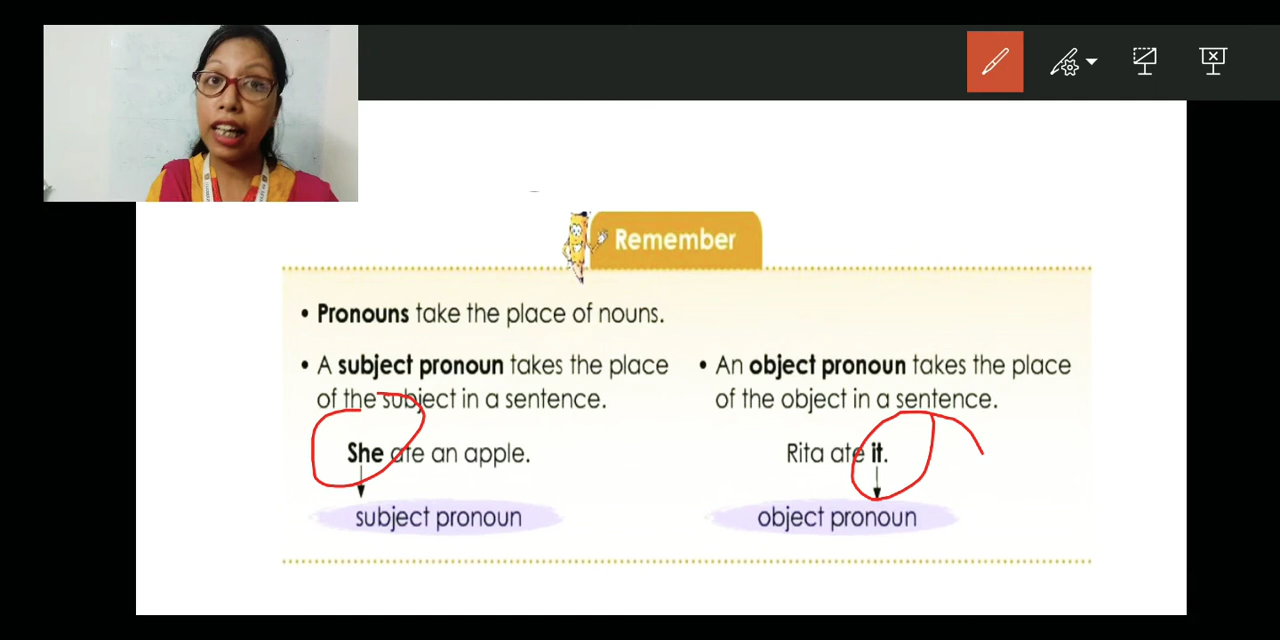 Remember
• Pronouns take the place of nouns.
• A subject pronoun takes the place
of the subject in a sentence.
She ate an apple.
subject pronoun
• An object pronoun takes the place
of the object in a sentence.
Rita ate it.
object pronoun